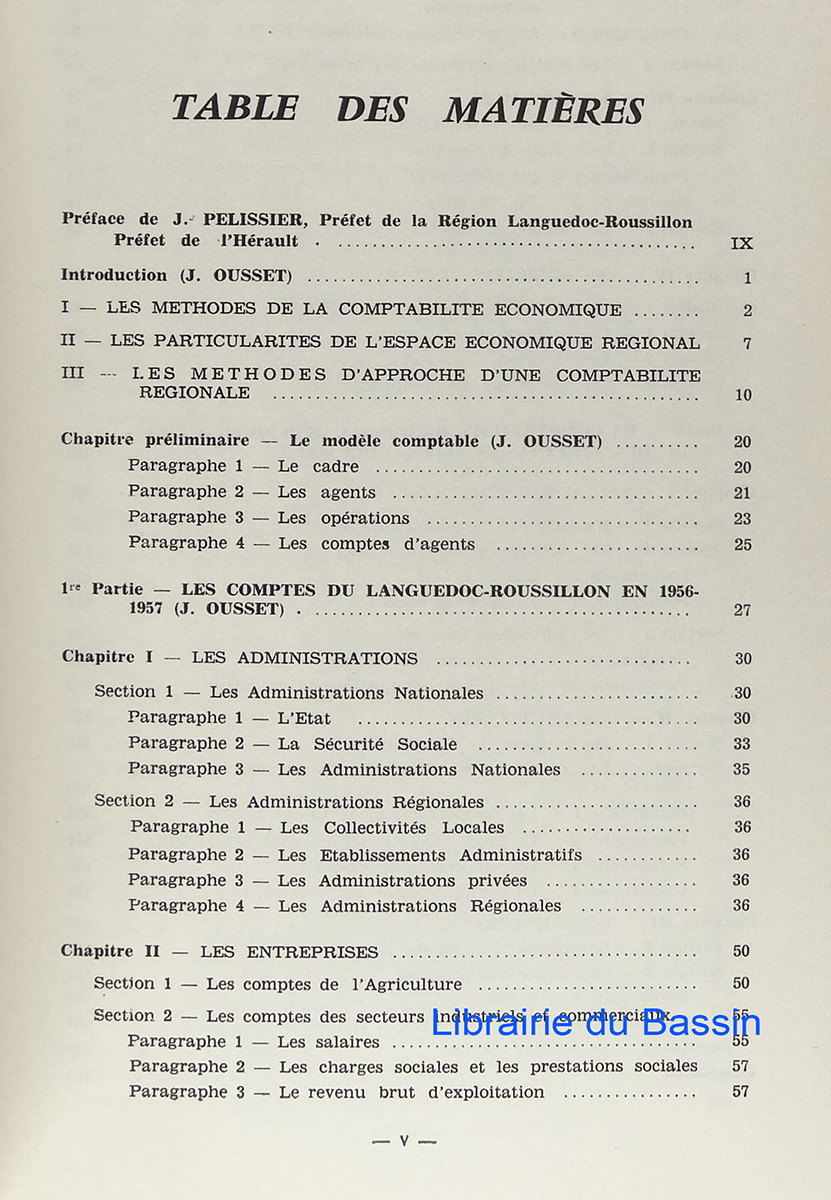 TABLE DES MATIÈRES
Préface de J. PELISSIER, Préfet de la Région Languedoc-Roussillon
Préfet de l'Hérault . .......................................... IX
Introduction (J. OUSSET) .............................................. 1
I — LES METHODES DE LA COMPTABILITE ECONOMIQUE ........ 2
II — LES PARTICULARITES DE L'ESPACE ECONOMIQUE REGIONAL 7
III — LES METHODES D'APPROCHE D'UNE COMPTABILITE
REGIONALE .................................................. 10
Chapitre préliminaire — Le modèle comptable (J. OUSSET) .......... 20
Paragraphe 1 — Le cadre ...................................... 20
Paragraphe 2 — Les agents .................................... 21
Paragraphe 3 — Les opérations ................................ 23
Paragraphe 4 — Les comptes d'agents ........................ 25
1re Partie — LES COMPTES DU LANGUEDOC-ROUSSILLON EN 1956-
1957 (J. OUSSET) . ............................................ 27
Chapitre I — LES ADMINISTRATIONS .............................. 30
Section 1 — Les Administrations Nationales ........................ 30
Paragraphe 1 — L'Etat ........................................ 30
Paragraphe 2 — La Sécurité Sociale .......................... 33
Paragraphe 3 — Les Administrations Nationales .............. 35
Section 2 — Les Administrations Régionales ........................ 36
Paragraphe 1 — Les Collectivités Locales .................... 36
Paragraphe 2 — Les Etablissements Administratifs ............ 36
Paragraphe 3 — Les Administrations privées .................. 36
Paragraphe 4 — Les Administrations Régionales .............. 36
Chapitre II — LES ENTREPRISES .................................... 50
Section 1 — Les comptes de l'Agriculture .......................... 50
Section 2 — Les comptes des secteurs industriels et commerciaux 55
Librairie du Bassin
Paragraphe 1 — Les salaires .................................... 55
Paragraphe 2 — Les charges sociales et les prestations sociales 57
Paragraphe 3 — Le revenu brut d'exploitation ................ 57
— V —